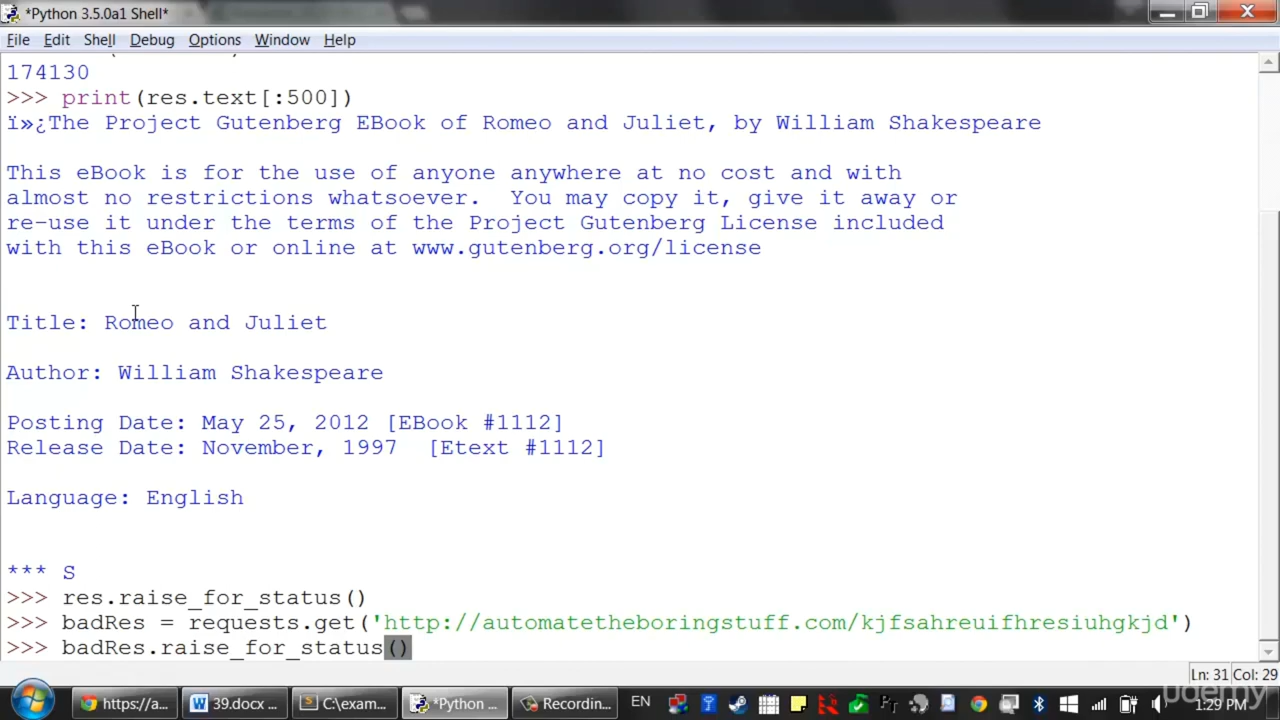 *Python 3.5.0a1 Shell*
File Edit Shell Debug Options Window Help
174130
>>> print(res.text[:500])
ï»¿The Project Gutenberg EBook of Romeo and Juliet, by William Shakespeare
This eBook is for the use of anyone anywhere at no cost and with
almost no restrictions whatsoever.  You may copy it, give it away or
re-use it under the terms of the Project Gutenberg License included
with this eBook or online at www.gutenberg.org/license
Title: Romeo and Juliet
Author: William Shakespeare
Posting Date: May 25, 2012 [EBook #1112]
Release Date: November, 1997  [Etext #1112]
Language: English
*** S
>>> res.raise_for_status()
>>> badRes = requests.get('http://automatetheboringstuff.com/kjfsahreuifhresiuhgkjd')
>>> badRes.raise_for_status()
Ln: 31 Col: 29
https://a... 39.docx ... C:\exam... *Python ... Recordin... EN 1:29 PM
udemy